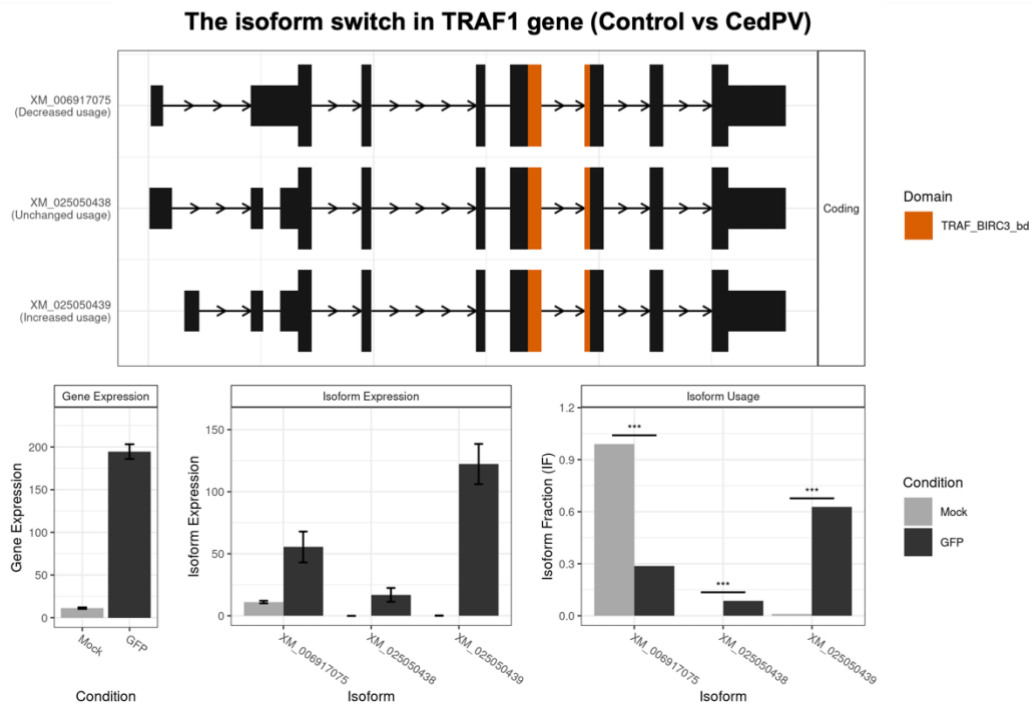 The isoform switch in TRAF1 gene (Control vs CedPV)
XM_006917075
(Decreased usage)
XM_025050438
(Unchanged usage)
XM_025050439
(Increased usage)
Coding
Domain
TRAF_BIRC3_bd
Gene Expression
Gene Expression
200
150
100
50
0
Mock
GFP
Condition
Isoform Expression
Isoform Expression
150
100
50
0
XM_006917075
XM_025050438
XM_025050439
Isoform
Isoform Usage
Isoform Fraction (IF)
1.2
0.9
0.6
0.3
0.0
***
***
***
XM_006917075
XM_025050438
XM_025050439
Isoform
Condition
Mock
GFP